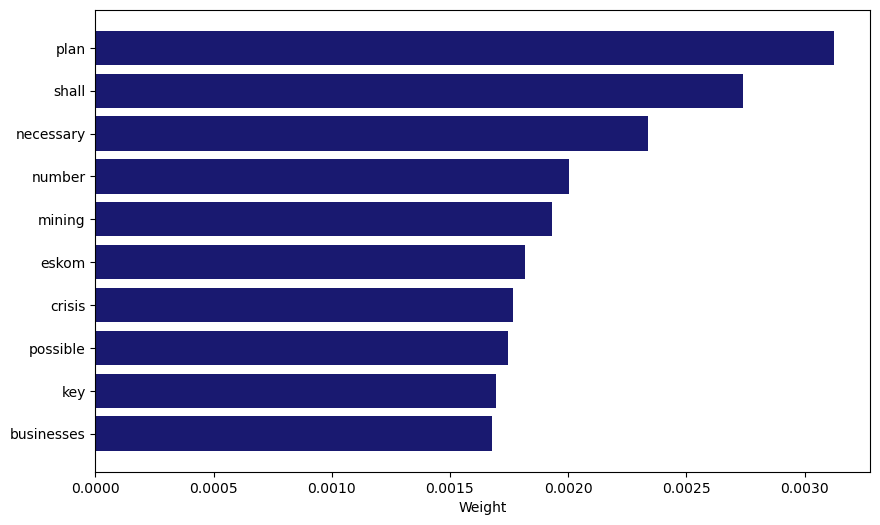 plan
shall
necessary
number
mining
eskom
crisis
possible
key
businesses
0.0000 0.0005 0.0010 0.0015 0.0020 0.0025 0.0030
Weight